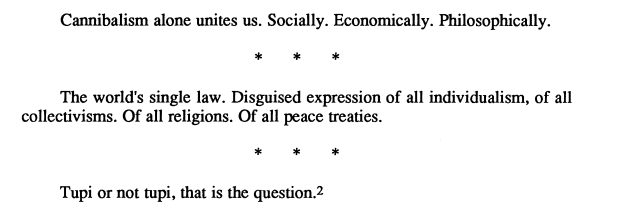 Cannibalism alone unites us. Socially. Economically. Philosophically.
* * *
The world's single law. Disguised expression of all individualism, of all
collectivisms. Of all religions. Of all peace treaties.
* * *
Tupi or not tupi, that is the question.2